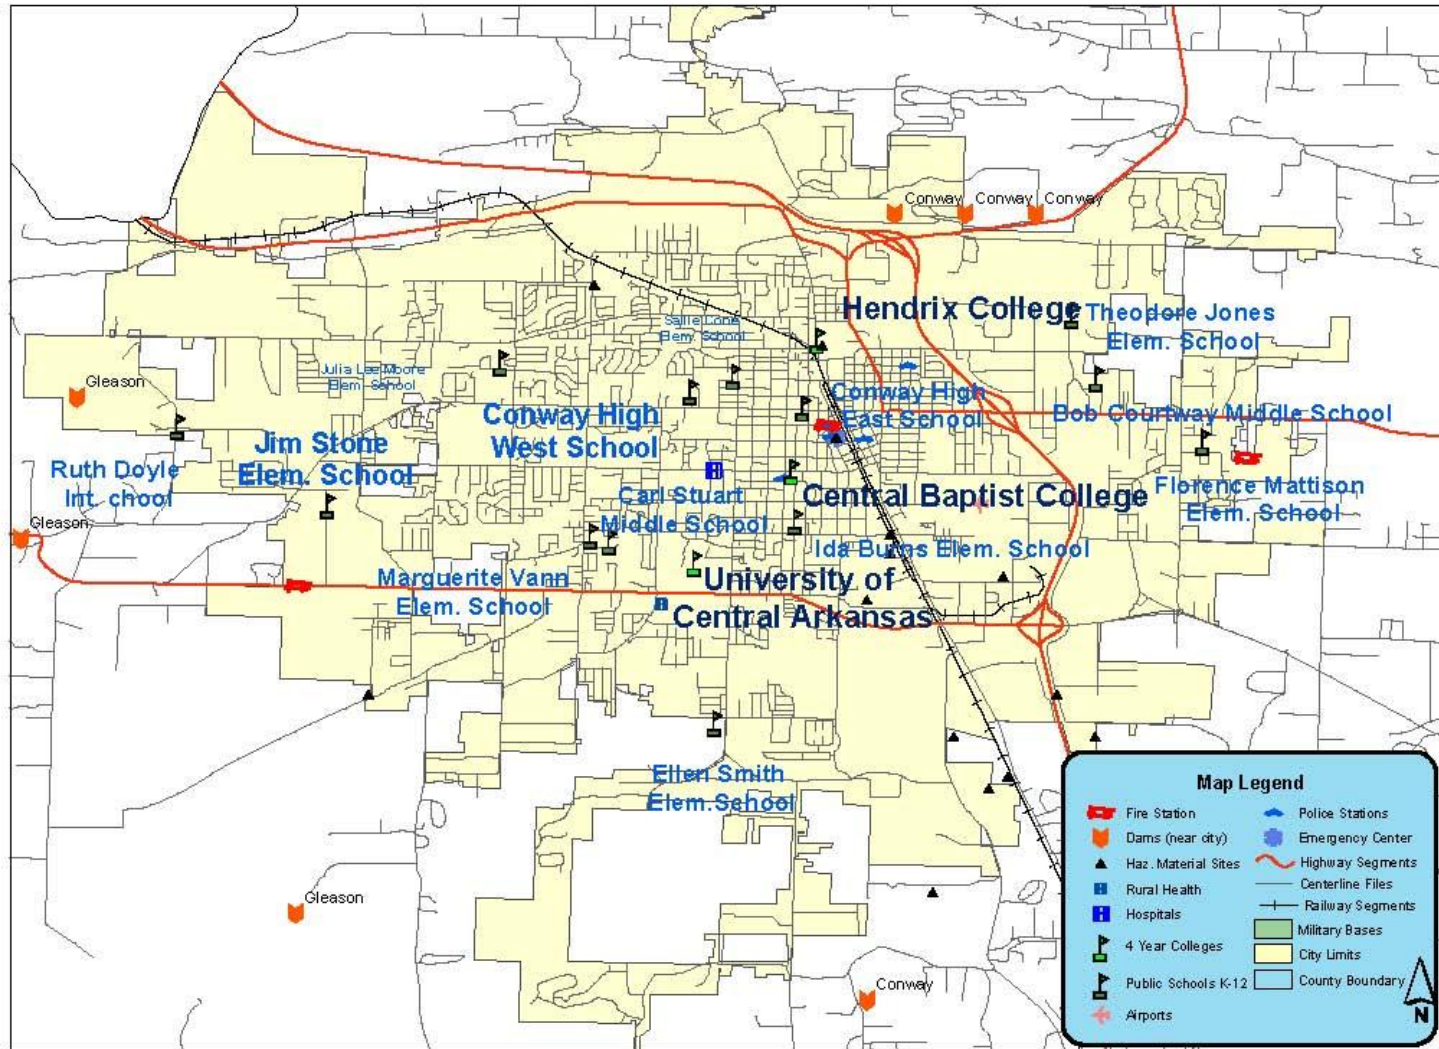 Conway
Conway
Conway
Hendrix College
Theodore Jones
Elem. School
Sallie Cone
Elem. School
Julia Lee Moore
Elem. School
Gleason
Conway High
East School
Conway High
West School
Bob Courtway Middle School
Jim Stone
Elem. School
Ruth Doyle
Int. chool
Florence Mattison
Elem. School
Carl Stuart
Middle School
Central Baptist College
Gleason
Ida Burns Elem. School
Marguerite Vann
Elem. School
University of
Central Arkansas
Ellen Smith
Elem. School
Gleason
Conway
Map Legend
Fire Station
Dams (near city)
Haz. Material Sites
Rural Health
Hospitals
4 Year Colleges
Public Schools K-12
Airports
Police Stations
Emergency Center
Highway Segments
Centerline Files
Railway Segments
Military Bases
City Limits
County Boundary
N